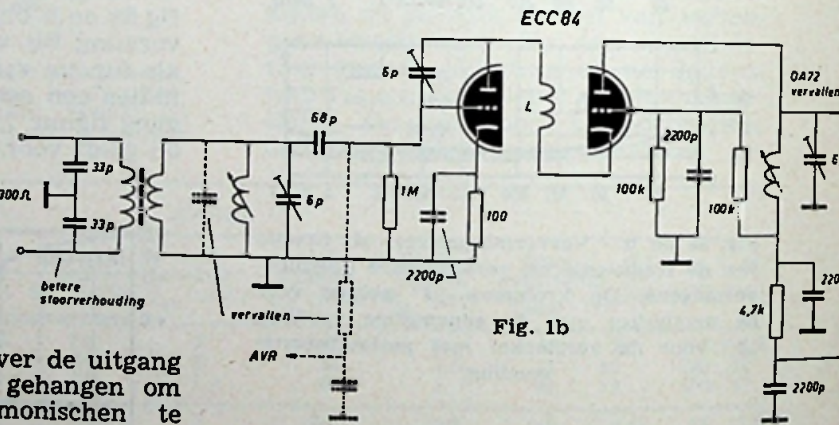 ECC84
6p
L
OA72
vervallen
68p
2200p
100k
100k
33p
300Ω
33p
6p
1M
100
2200p
betere
stoorverhouding
vervallen
AVR
Fig. 1b
4,7k
2200p
ver de uitgang
gehangen om
monischen te